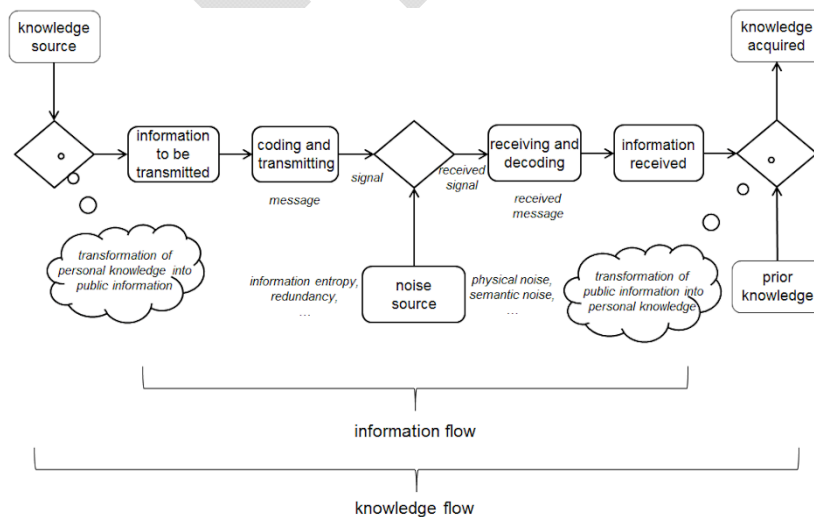 knowledge
source
knowledge
acquired
information
to be
transmitted
coding and
transmitting
receiving and
decoding
information
received
signal
received
signal
message
received
message
transformation of
personal knowledge into
public information
information entropy,
redundancy,
...
noise
source
physical noise,
semantic noise,
...
transformation of
public information into
personal knowledge
prior
knowledge
information flow
knowledge flow